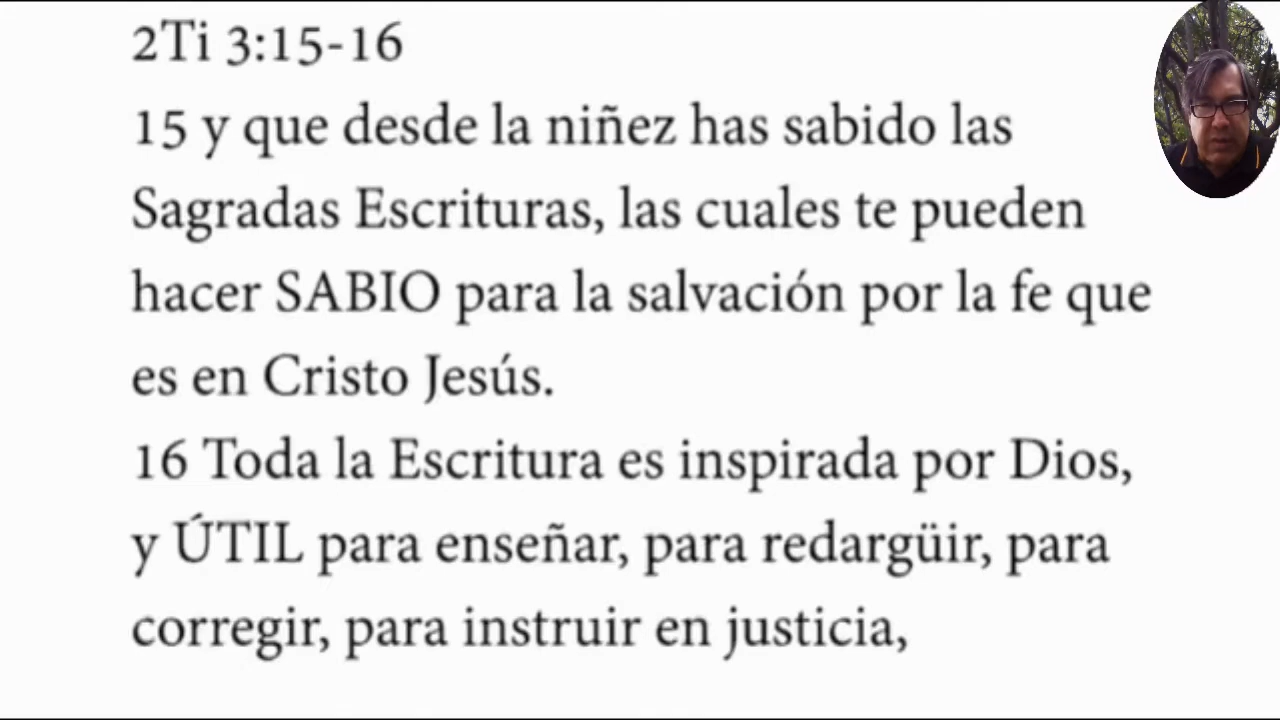 2Ti 3:15-16
15 y que desde la niñez has sabido las
Sagradas Escrituras, las cuales te pueden
hacer SABIO para la salvación por la fe que
es en Cristo Jesús.
16 Toda la Escritura es inspirada por Dios,
y ÚTIL para enseñar, para redargüir, para
corregir, para instruir en justicia,